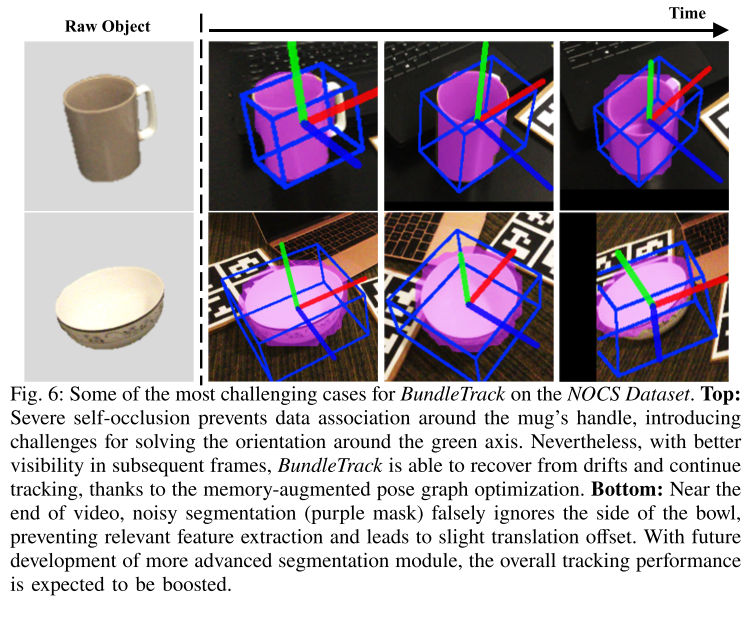 Raw Object
Time
Fig. 6: Some of the most challenging cases for BundleTrack on the NOCS Dataset. Top:
Severe self-occlusion prevents data association around the mug's handle, introducing
challenges for solving the orientation around the green axis. Nevertheless, with better
visibility in subsequent frames, BundleTrack is able to recover from drifts and continue
tracking, thanks to the memory-augmented pose graph optimization. Bottom: Near the
end of video, noisy segmentation (purple mask) falsely ignores the side of the bowl,
preventing relevant feature extraction and leads to slight translation offset. With future
development of more advanced segmentation module, the overall tracking performance
is expected to be boosted.